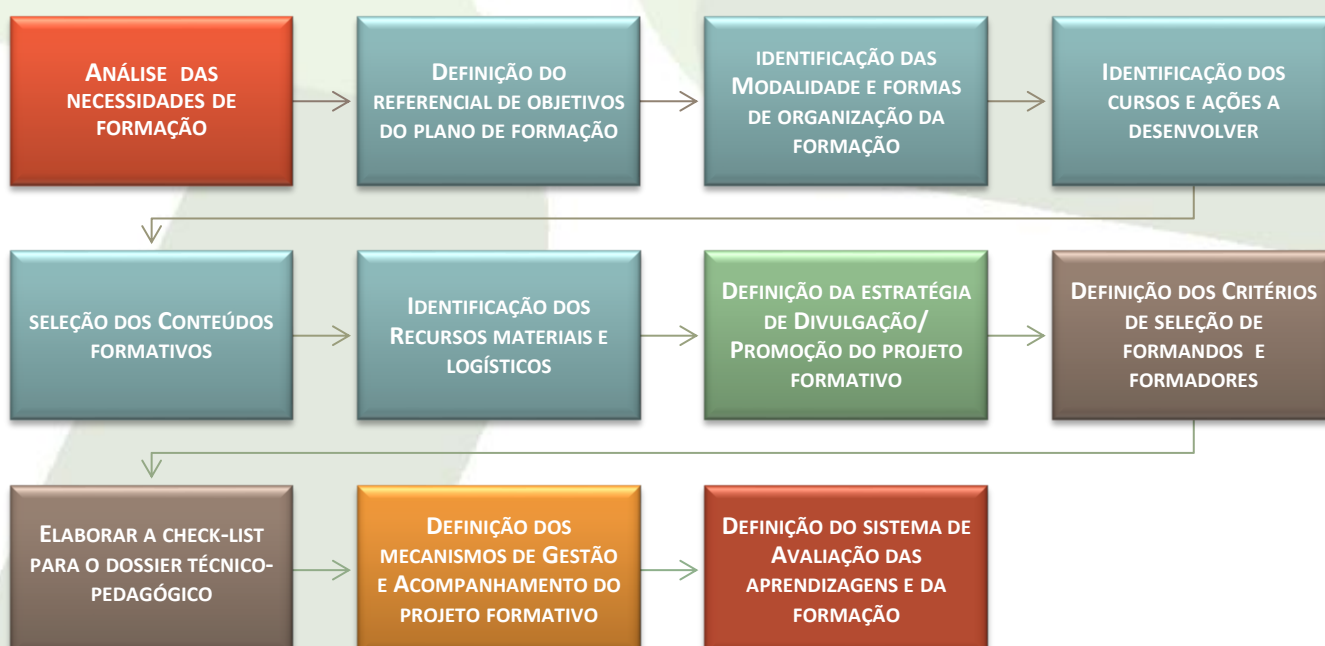 ANÁLISE DAS
NECESSIDADES DE
FORMAÇÃO
DEFINIÇÃO DO
REFERENCIAL DE OBJETIVOS
DO PLANO DE FORMAÇÃO
IDENTIFICAÇÃO DAS
MODALIDADE E FORMAS
DE ORGANIZAÇÃO DA
FORMAÇÃO
IDENTIFICAÇÃO DOS
CURSOS E AÇÕES A
DESENVOLVER
SELEÇÃO DOS CONTEÚDOS
FORMATIVOS
IDENTIFICAÇÃO DOS
RECURSOS MATERIAIS E
LOGÍSTICOS
DEFINIÇÃO DA ESTRATÉGIA
DE DIVULGAÇÃO/
PROMOÇÃO DO PROJETO
FORMATIVO
DEFINIÇÃO DOS CRITÉRIOS
DE SELEÇÃO DE
FORMANDOS E
FORMADORES
ELABORAR A CHECK-LIST
PARA O DOSSIER TÉCNICO-
PEDAGÓGICO
DEFINIÇÃO DOS
MECANISMOS DE GESTÃO
E ACOMPANHAMENTO DO
PROJETO FORMATIVO
DEFINIÇÃO DO SISTEMA DE
AVALIAÇÃO DAS
APRENDIZAGENS E DA
FORMAÇÃO